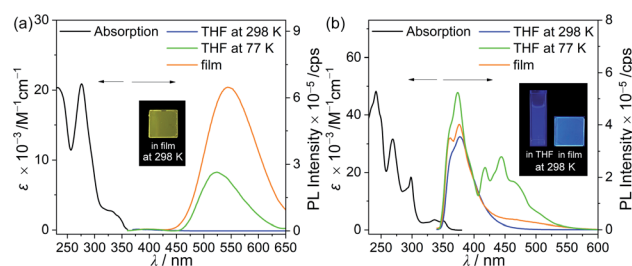 (a)
Absorption
THF at 298 K
THF at 77 K
film
ε × 10⁻³ /M⁻¹cm⁻¹
30
20
10
0
in film
at 298 K
PL Intensity × 10⁻⁵ /cps
9
6
3
0
250 300 350 400 450 500 550 600 650
λ / nm
(b)
Absorption
THF at 298 K
THF at 77 K
film
ε × 10⁻³ /M⁻¹cm⁻¹
70
60
50
40
30
20
10
0
in THF in film
at 298 K
PL Intensity × 10⁻⁵ /cps
8
6
4
2
0
250 300 350 400 450 500 550 600
λ / nm